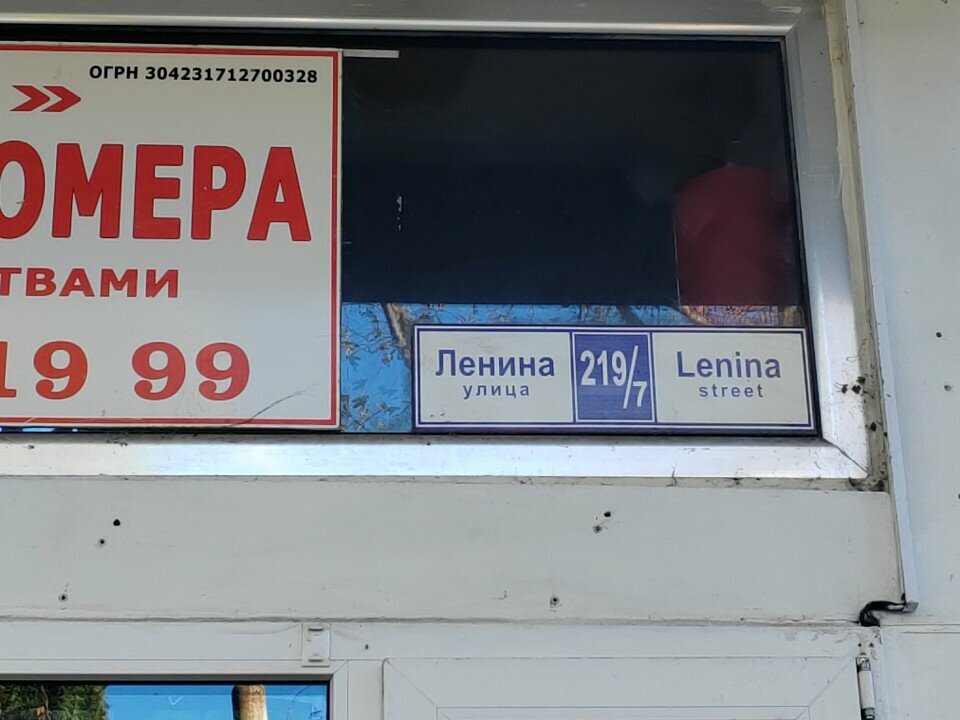 ОГРН 304231712700328
ОМЕРА
ТВАМИ
19 99
Ленина
улица
219/7
Lenina
street